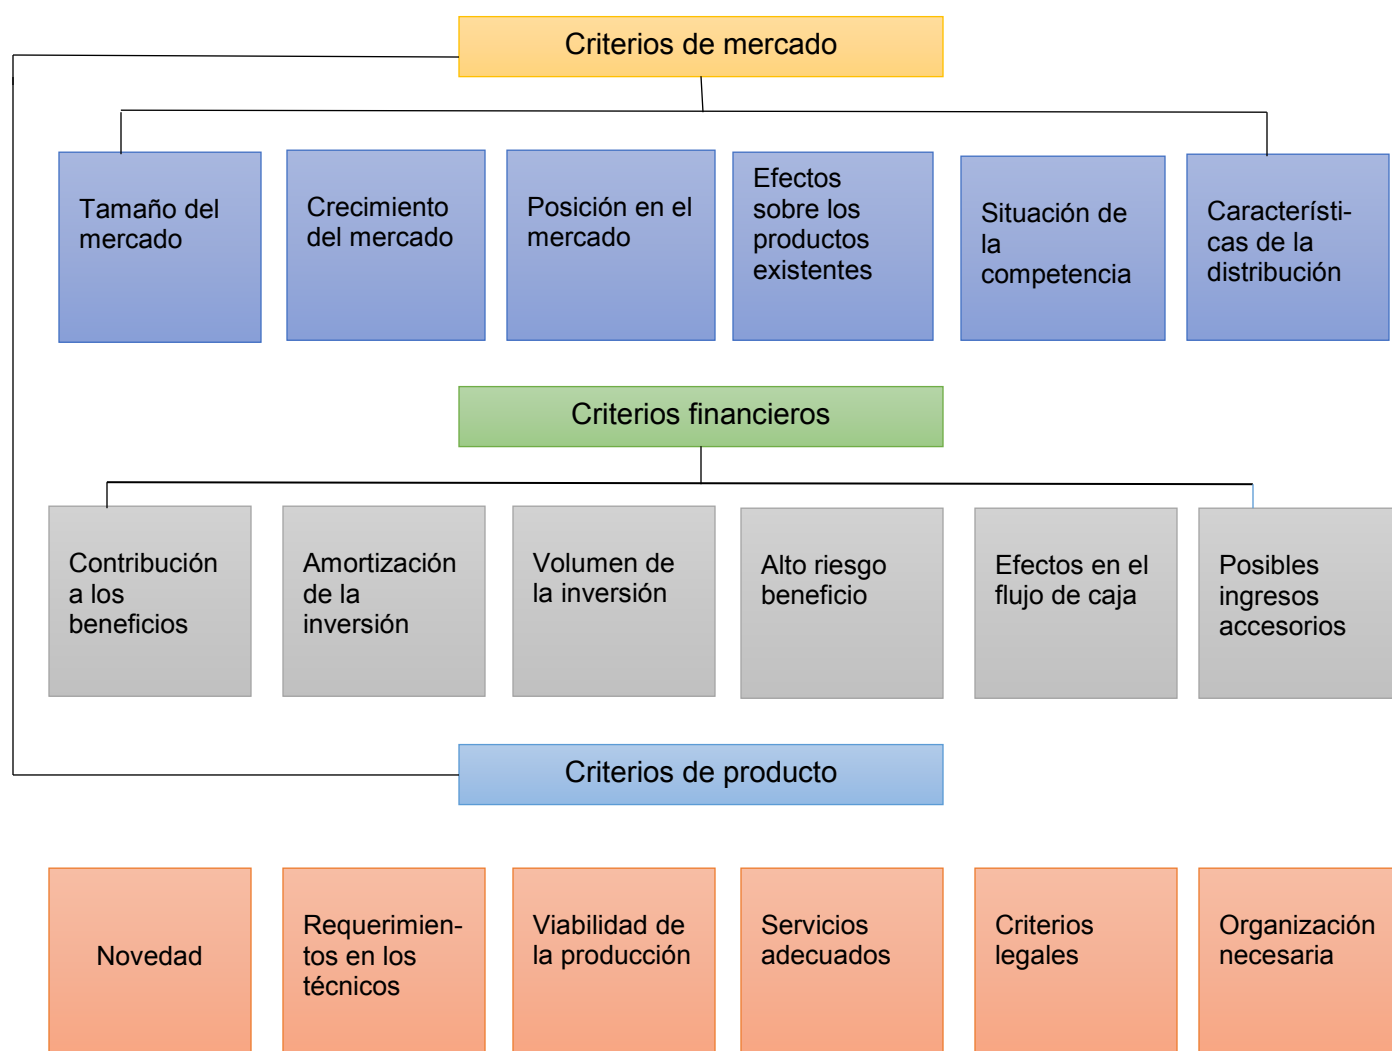 Criterios de mercado
Tamaño del
mercado
Crecimiento
del mercado
Posición en el
mercado
Efectos
sobre los
productos
existentes
Situación de
la
competencia
Característi-
cas de la
distribución
Criterios financieros
Contribución
a los
beneficios
Amortización
de la
inversión
Volumen de
la inversión
Alto riesgo
beneficio
Efectos en el
flujo de caja
Posibles
ingresos
accesorios
Criterios de producto
Novedad
Requerimien-
tos en los
técnicos
Viabilidad de
la producción
Servicios
adecuados
Criterios
legales
Organización
necesaria